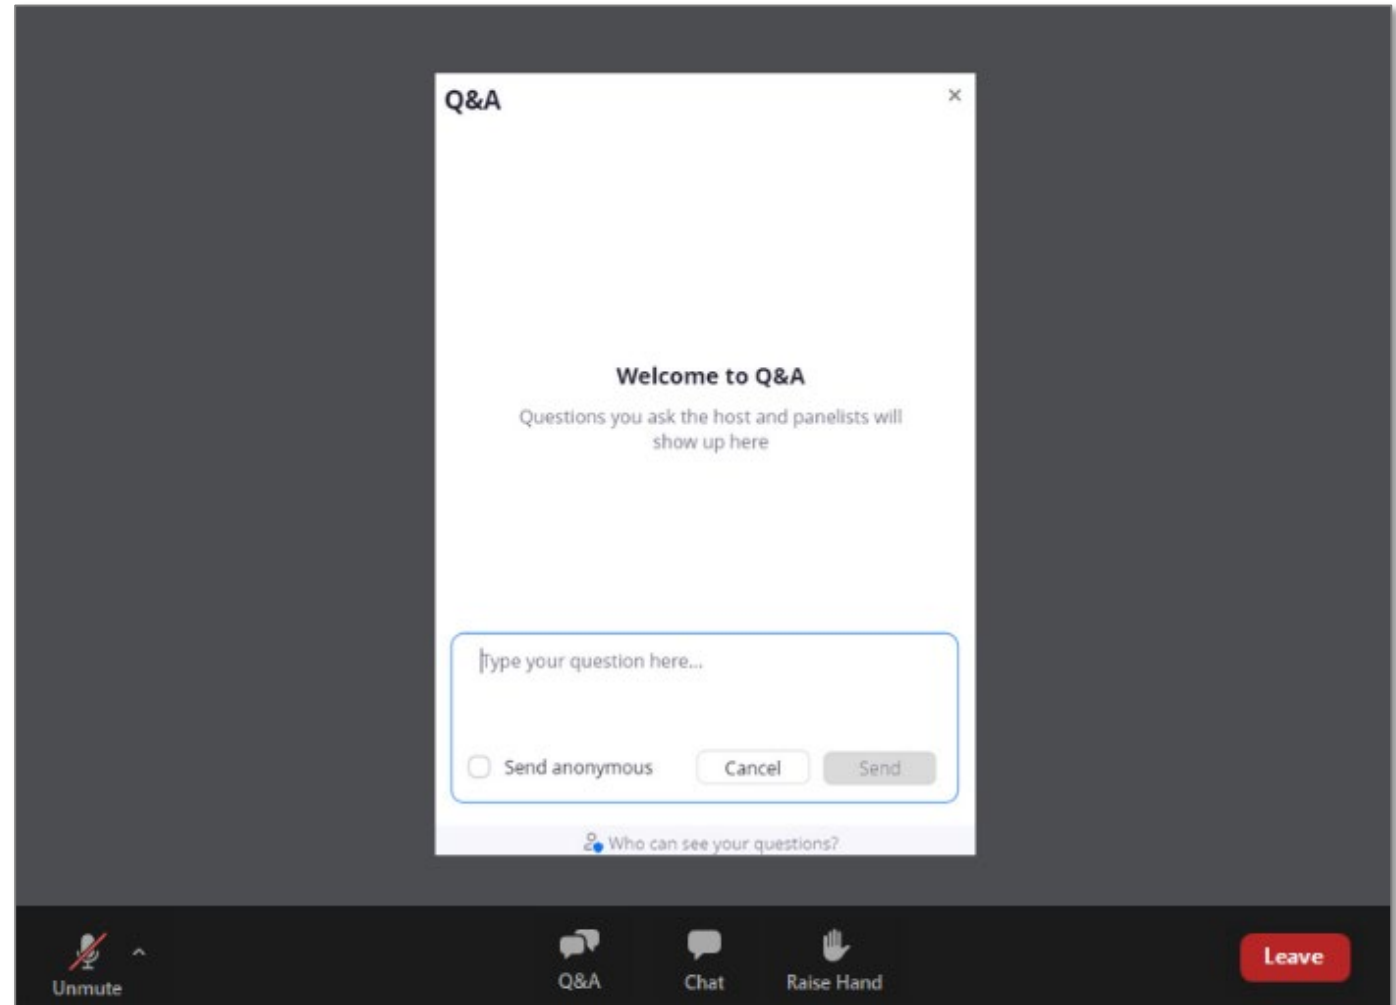 Q&A
Welcome to Q&A
Questions you ask the host and panelists will
show up here
Type your question here...
Send anonymous
Cancel
Send
Who can see your questions?
Unmute
Q&A
Chat
Raise Hand
Leave